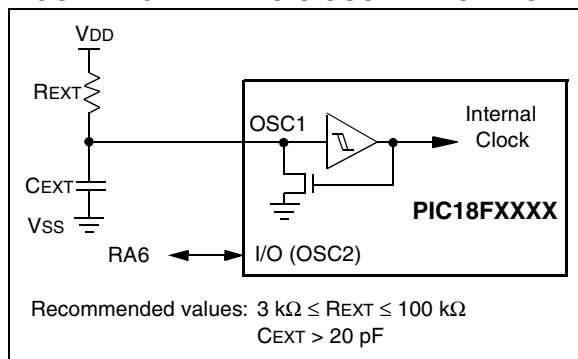 VDD
REXT
OSC1
Internal
Clock
CEXT
PIC18FXXXX
VSS
RA6
I/O (OSC2)
Recommended values: 3 kΩ ≤ REXT ≤ 100 kΩ
CEXT > 20 pF